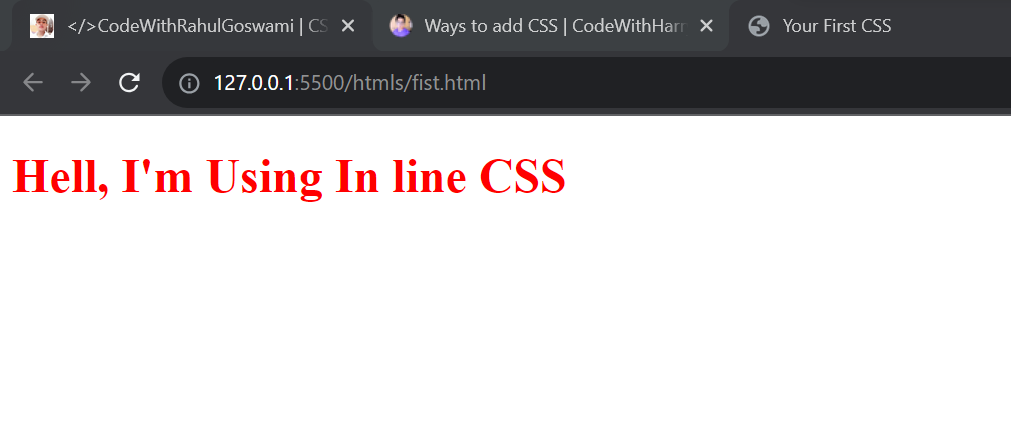 </>CodeWithRahulGoswami | CS
Ways to add CSS | CodeWithHarr
Your First CSS
127.0.0.1:5500/htmls/fist.html
Hell, I'm Using In line CSS